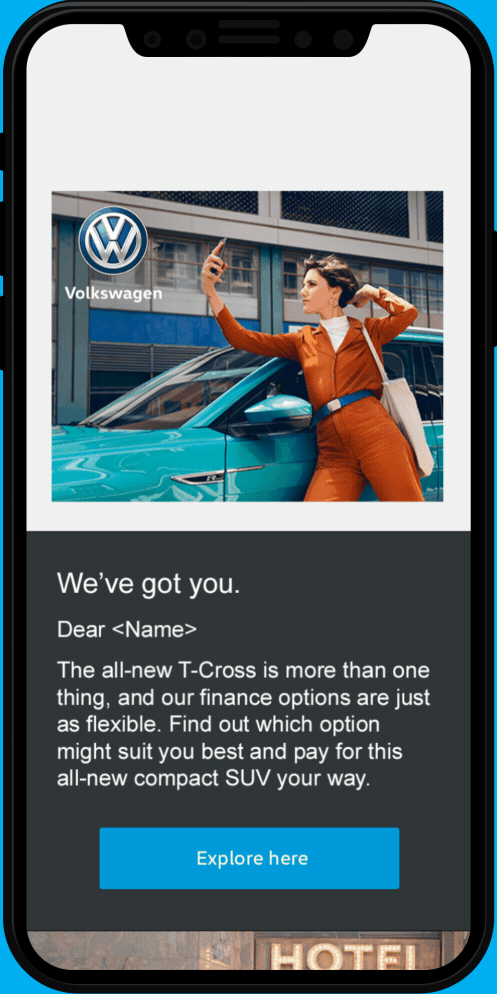 Volkswagen
We’ve got you.
Dear <Name>
The all-new T-Cross is more than one
thing, and our finance options are just
as flexible. Find out which option
might suit you best and pay for this
all-new compact SUV your way.
Explore here
HOTEL